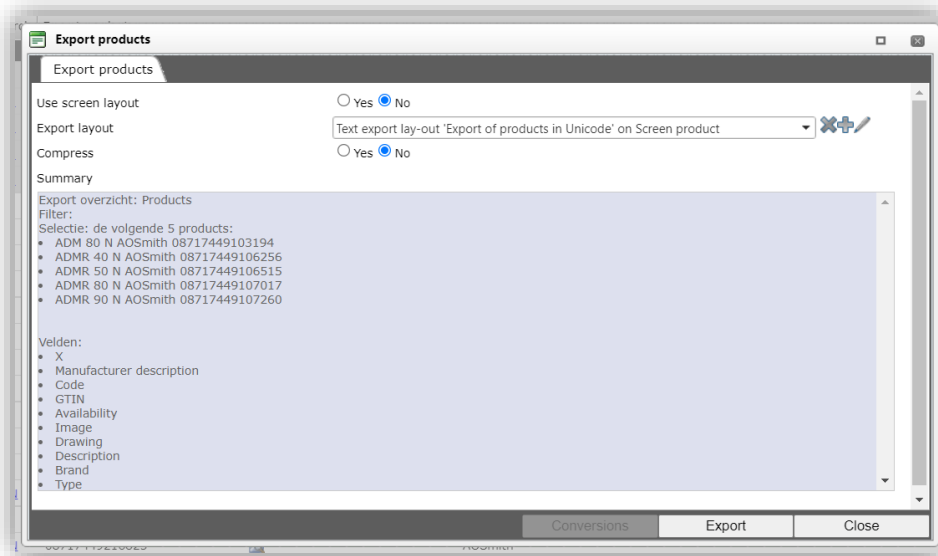 Export products
Export products
Use screen layout Yes No
Export layout Text export lay-out 'Export of products in Unicode' on Screen product
Compress Yes No
Summary
Export overzicht: Products
Filter:
Selectie: de volgende 5 products:
• ADM 80 N AOSmith 08717449103194
• ADMR 40 N AOSmith 08717449106256
• ADMR 50 N AOSmith 08717449106515
• ADMR 80 N AOSmith 08717449107017
• ADMR 90 N AOSmith 08717449107260
Velden:
• X
• Manufacturer description
• Code
• GTIN
• Availability
• Image
• Drawing
• Description
• Brand
• Type
Conversions Export Close